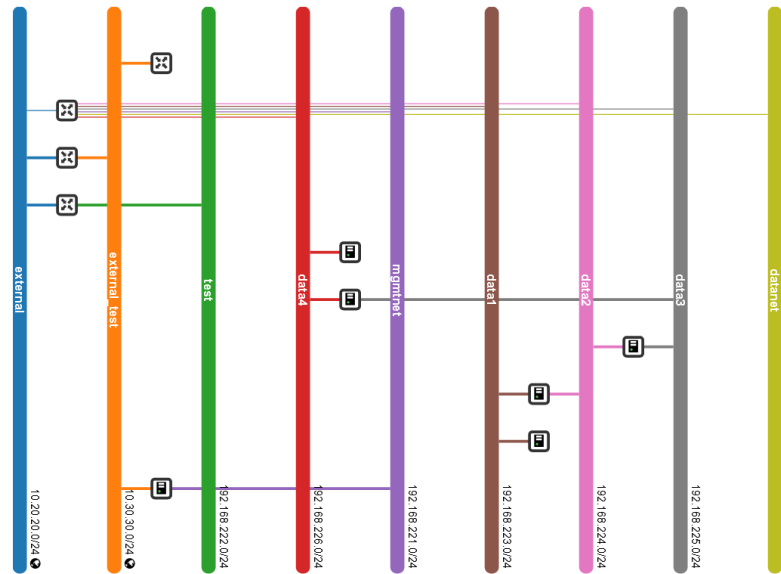 external
10.20.20.0/24
external_test
10.30.30.0/24
test
192.168.222.0/24
data4
192.168.226.0/24
mgmtnet
192.168.221.0/24
data1
192.168.223.0/24
data2
192.168.224.0/24
data3
192.168.225.0/24
datanet